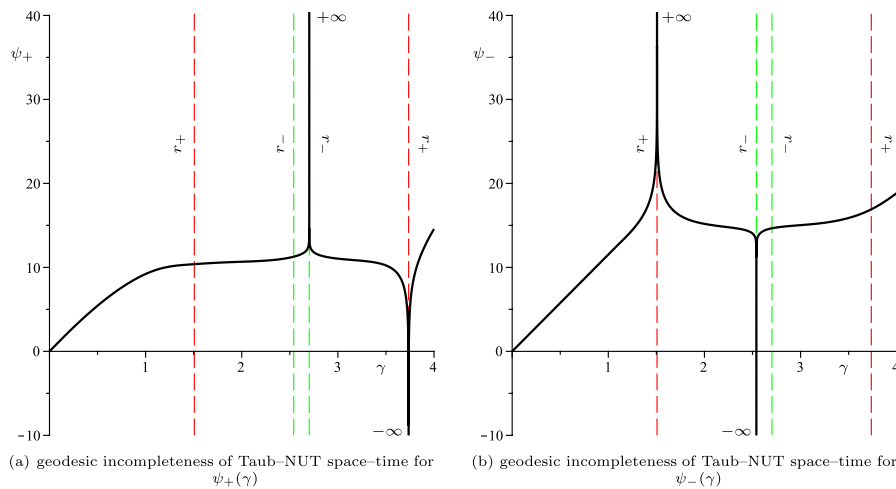 40
ψ₊
30
20
10
0
−10
+∞
r₊
r₋
r₋
r₊
1
2
3
γ
4
−∞
(a) geodesic incompleteness of Taub–NUT space–time for
ψ₊(γ)
40
ψ₋
30
20
10
0
−10
+∞
r₊
r₋
r₋
r₊
1
2
3
γ
4
−∞
(b) geodesic incompleteness of Taub–NUT space–time for
ψ₋(γ)